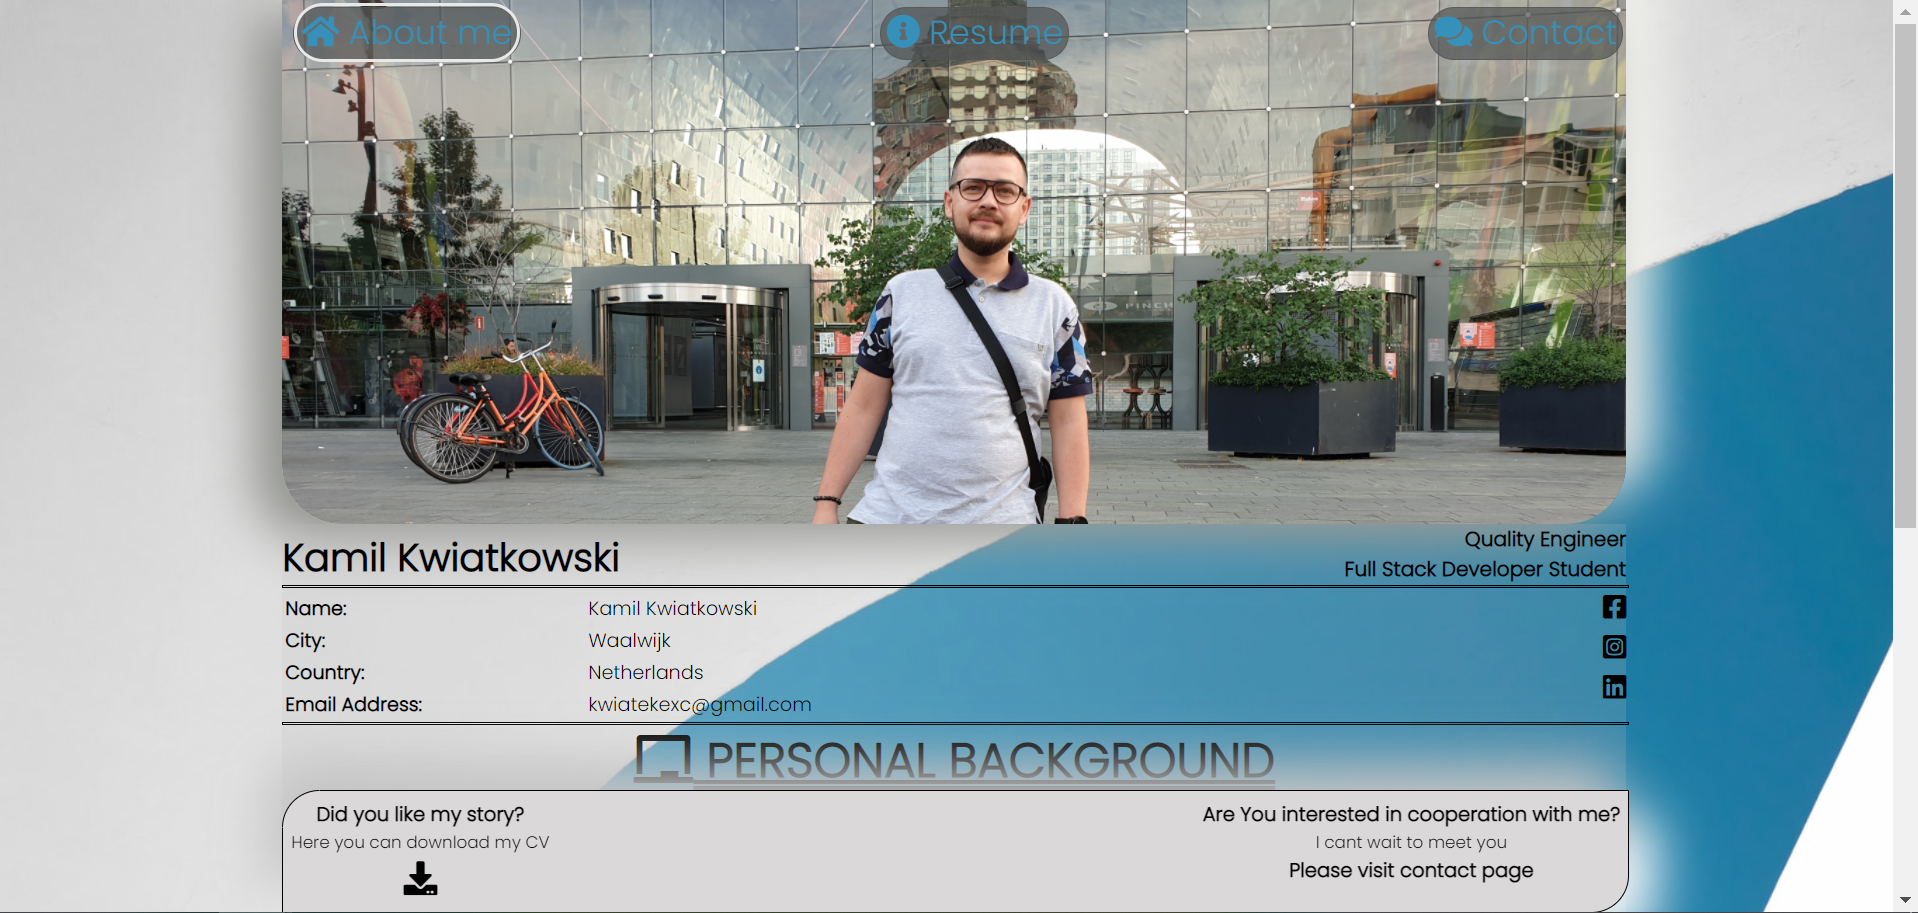 About me
Resume
Contact
PINCH
Kamil Kwiatkowski
Quality Engineer
Full Stack Developer Student
Name:
Kamil Kwiatkowski
City:
Waalwijk
Country:
Netherlands
Email Address:
kwiatekexc@gmail.com
PERSONAL BACKGROUND
Did you like my story?
Here you can download my CV
Are You interested in cooperation with me?
I cant wait to meet you
Please visit contact page